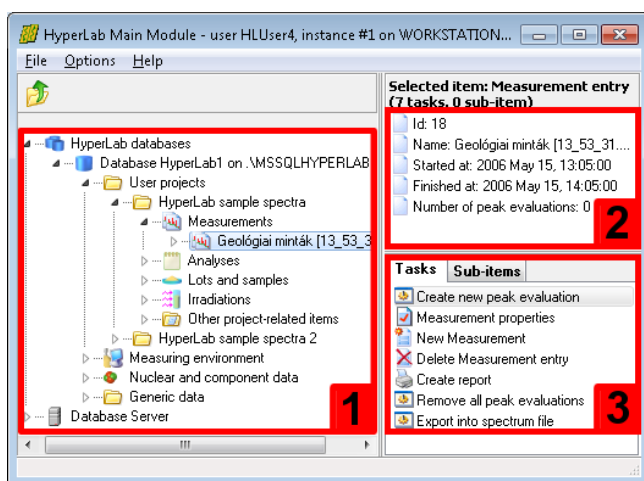 HyperLab Main Module - user HLUser4, instance #1 on WORKSTATION...
File Options Help
HyperLab databases
Database HyperLab1 on .\MSSQLHYPERLAB
User projects
HyperLab sample spectra
Measurements
Geológiai minták [13_53_3
Analyses
Lots and samples
Irradiations
Other project-related items
HyperLab sample spectra 2
Measuring environment
Nuclear and component data
Generic data
Database Server
1
Selected item: Measurement entry
(7 tasks, 0 sub-item)
Id: 18
Name: Geológiai minták [13_53_31....
Started at: 2006 May 15, 13:05:00
Finished at: 2006 May 15, 14:05:00
Number of peak evaluations: 0
2
Tasks Sub-items
Create new peak evaluation
Measurement properties
New Measurement
Delete Measurement entry
Create report
Remove all peak evaluations
Export into spectrum file
3